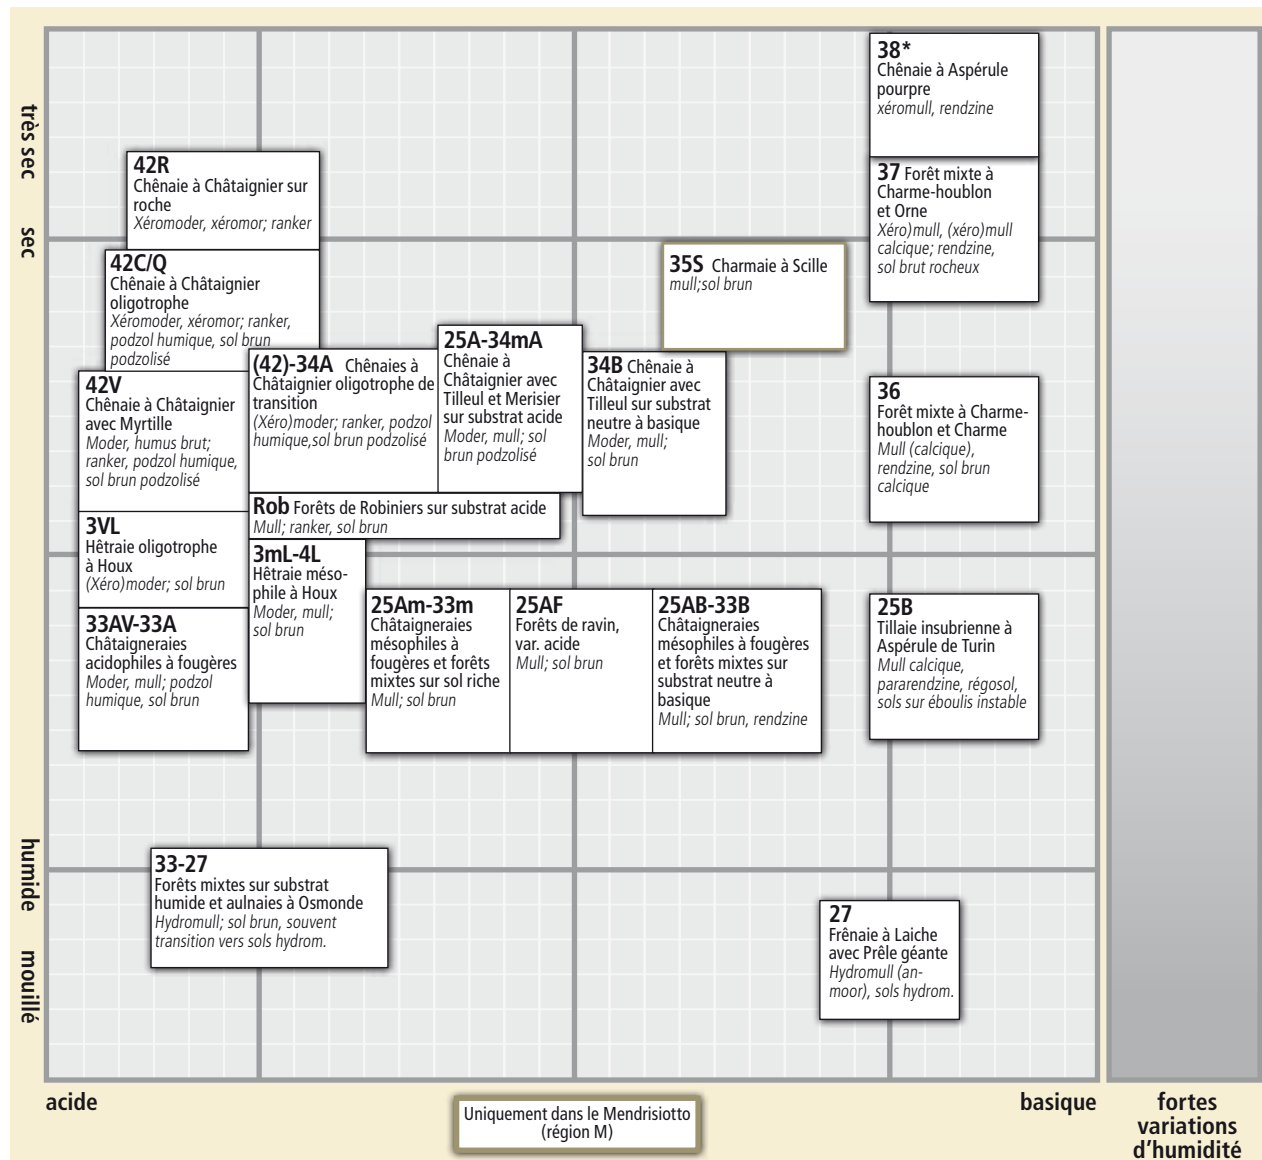 très sec
sec
humide
mouillé
38*
Chênaie à Aspérule
pourpre
xéromull, rendzine
42R
Chênaie à Châtaignier sur
roche
Xéromoder, xéromor; ranker
37 Forêt mixte à
Charme-houblon
et Orne
Xéro)mull, (xéro)mull
calcique; rendzine,
sol brut rocheux
42C/Q
Chênaie à Châtaignier
oligotrophe
Xéromoder, xéromor; ranker,
podzol humique, sol brun
podzolisé
35S Charmaie à Scille
mull;sol brun
42V
Chênaie à Châtaignier
avec Myrtille
Moder, humus brut;
ranker, podzol humique,
sol brun podzolisé
(42)-34A Chênaies à
Châtaignier oligotrophe de
transition
(Xéro)moder; ranker, podzol
humique,sol brun podzolisé
25A-34mA
Chênaie à
Châtaignier avec
Tilleul et Merisier
sur substrat acide
Moder, mull; sol
brun podzolisé
34B Chênaie à
Châtaignier avec
Tilleul sur substrat
neutre à basique
Moder, mull;
sol brun
36
Forêt mixte à Charme-
houblon et Charme
Mull (calcique),
rendzine, sol brun
calcique
Rob Forêts de Robiniers sur substrat acide
Mull; ranker, sol brun
3VL
Hêtraie oligotrophe
à Houx
(Xéro)moder; sol brun
3mL-4L
Hêtraie méso-
phile à Houx
Moder, mull;
sol brun
33AV-33A
Châtaigneraies
acidophiles à fougères
Moder, mull; podzol
humique, sol brun
25Am-33m
Châtaigneraies
mésophiles à
fougères et forêts
mixtes sur sol riche
Mull; sol brun
25AF
Forêts de ravin,
var. acide
Mull; sol brun
25AB-33B
Châtaigneraies
mésophiles à fougères
et forêts mixtes sur
substrat neutre à
basique
Mull; sol brun, rendzine
25B
Tillaie insubrienne à
Aspérule de Turin
Mull calcique,
pararendzine, régosol,
sols sur éboulis instable
33-27
Forêts mixtes sur substrat
humide et aulnaies à Osmonde
Hydromull; sol brun, souvent
transition vers sols hydrom.
27
Frênaie à Laiche
avec Prêle géante
Hydromull (an-
moor), sols hydrom.
acide
basique
fortes
variations
d'humidité
Uniquement dans le Mendrisiotto
(région M)